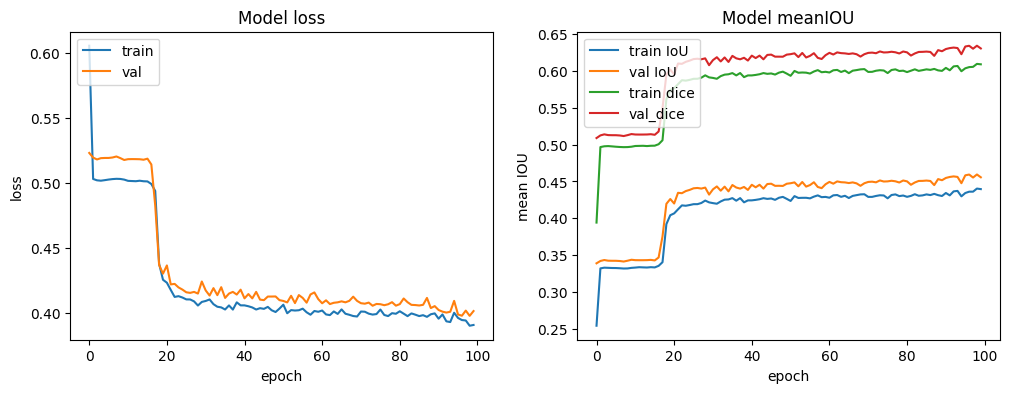 Model loss
train
val
0.60
0.55
0.50
0.45
0.40
loss
0 20 40 60 80 100
epoch
Model meanIOU
train IoU
val IoU
train dice
val_dice
0.65
0.60
0.55
0.50
0.45
0.40
0.35
0.30
0.25
mean IOU
0 20 40 60 80 100
epoch